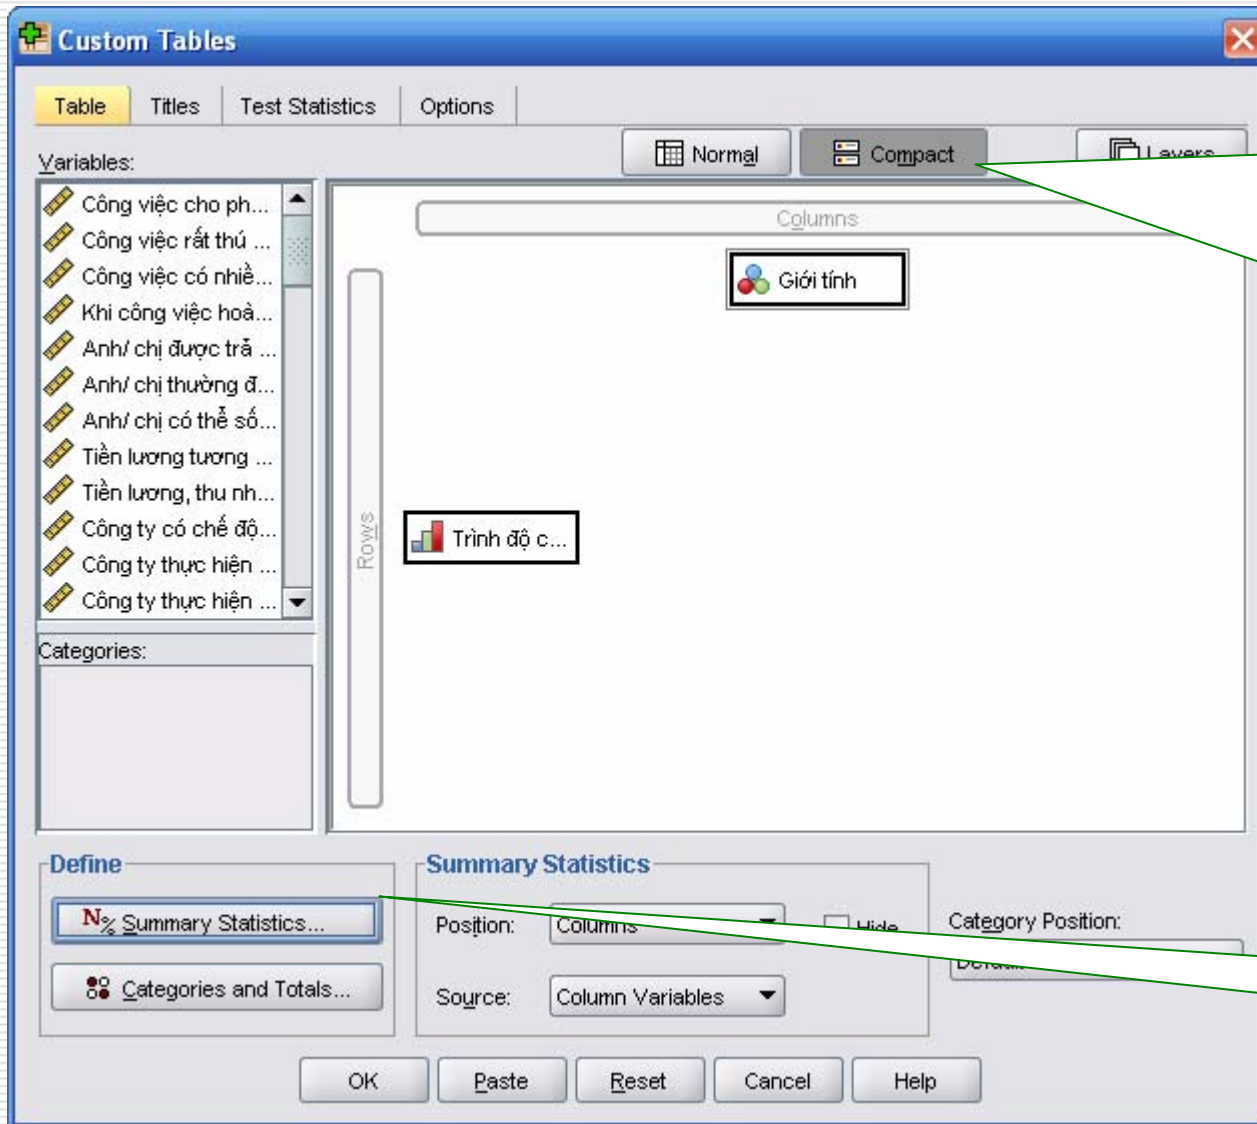 Custom Tables
Table Titles Test Statistics Options
Normal Compact Layers
Variables:
Công việc cho ph...
Công việc rất thú ...
Công việc có nhiề...
Khi công việc hoà...
Anh/ chị được trả ...
Anh/ chị thường đ...
Anh/ chị có thể số...
Tiền lương tương ...
Tiền lương, thu nh...
Công ty có chế độ...
Công ty thực hiện ...
Công ty thực hiện ...
Columns
Giới tính
Rows
Trình độ c...
Categories:
Define
N% Summary Statistics...
Categories and Totals...
Summary Statistics
Position: Columns Hide
Source: Column Variables
Category Position:
Default
OK Paste Reset Cancel Help